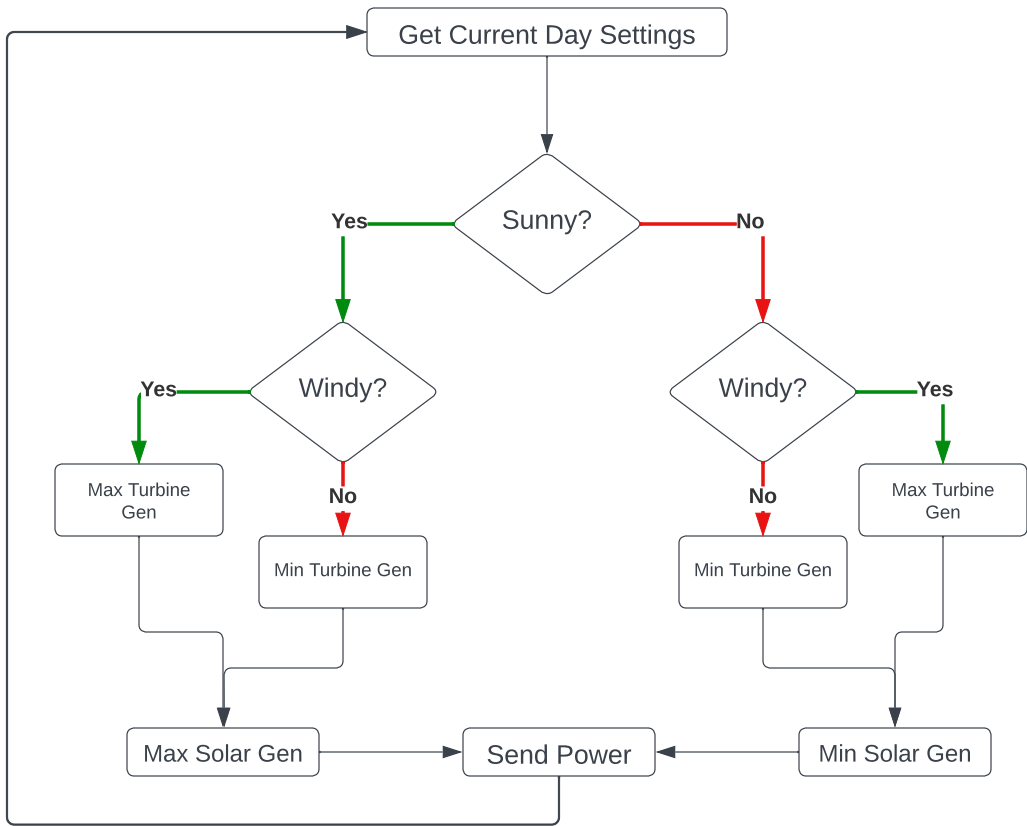 Get Current Day Settings
Sunny?
Yes
No
Windy?
Windy?
Yes
Yes
Max Turbine
Gen
Max Turbine
Gen
No
No
Min Turbine Gen
Min Turbine Gen
Max Solar Gen
Send Power
Min Solar Gen